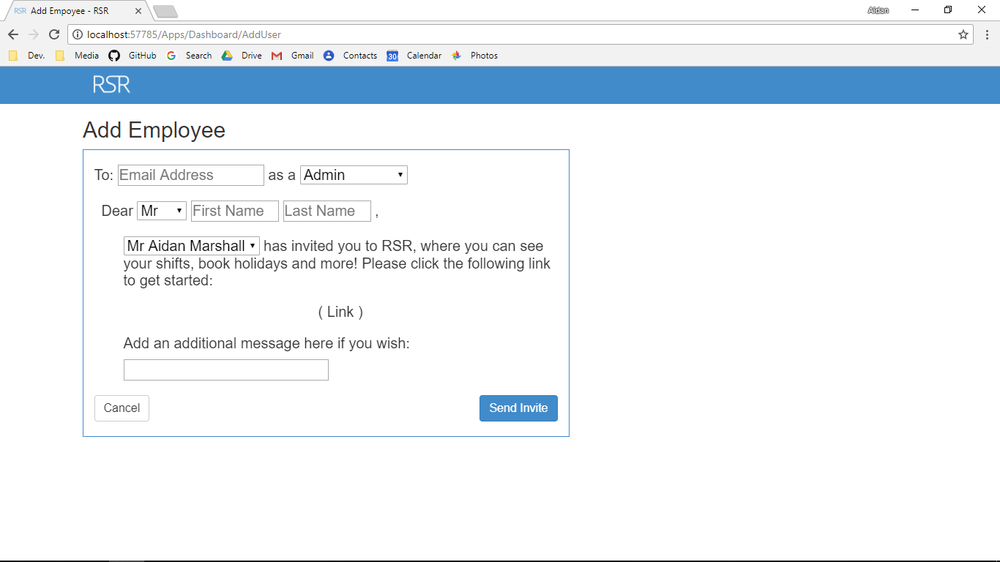 RSR Add Empoyee - RSR
Aidan
localhost:57785/Apps/Dashboard/AddUser
Dev. Media GitHub G Search Drive M Gmail Contacts 30 Calendar Photos
RSR
Add Employee
To: Email Address as a Admin
Dear Mr First Name Last Name ,
Mr Aidan Marshall has invited you to RSR, where you can see
your shifts, book holidays and more! Please click the following link
to get started:
( Link )
Add an additional message here if you wish:
Cancel Send Invite